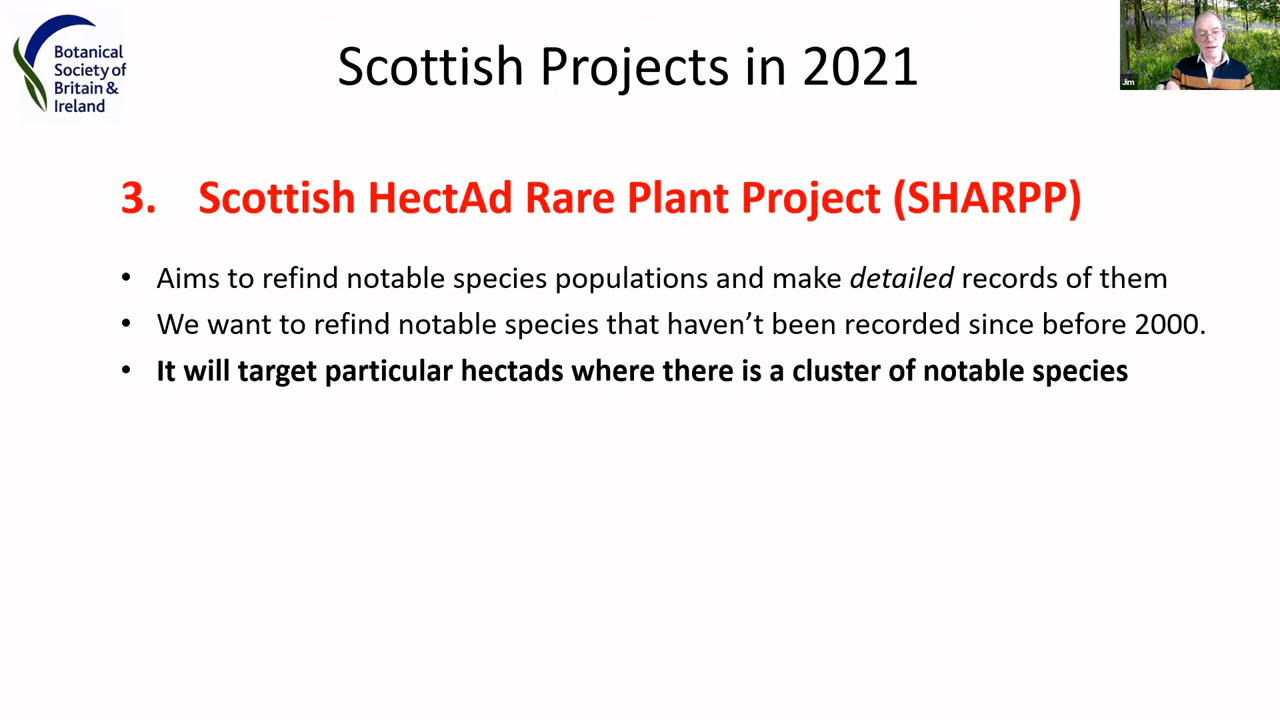 Botanical
Society of
Britain &
Ireland
Scottish Projects in 2021
Jim
3. Scottish HectAd Rare Plant Project (SHARPP)
• Aims to refind notable species populations and make detailed records of them
• We want to refind notable species that haven’t been recorded since before 2000.
• It will target particular hectads where there is a cluster of notable species